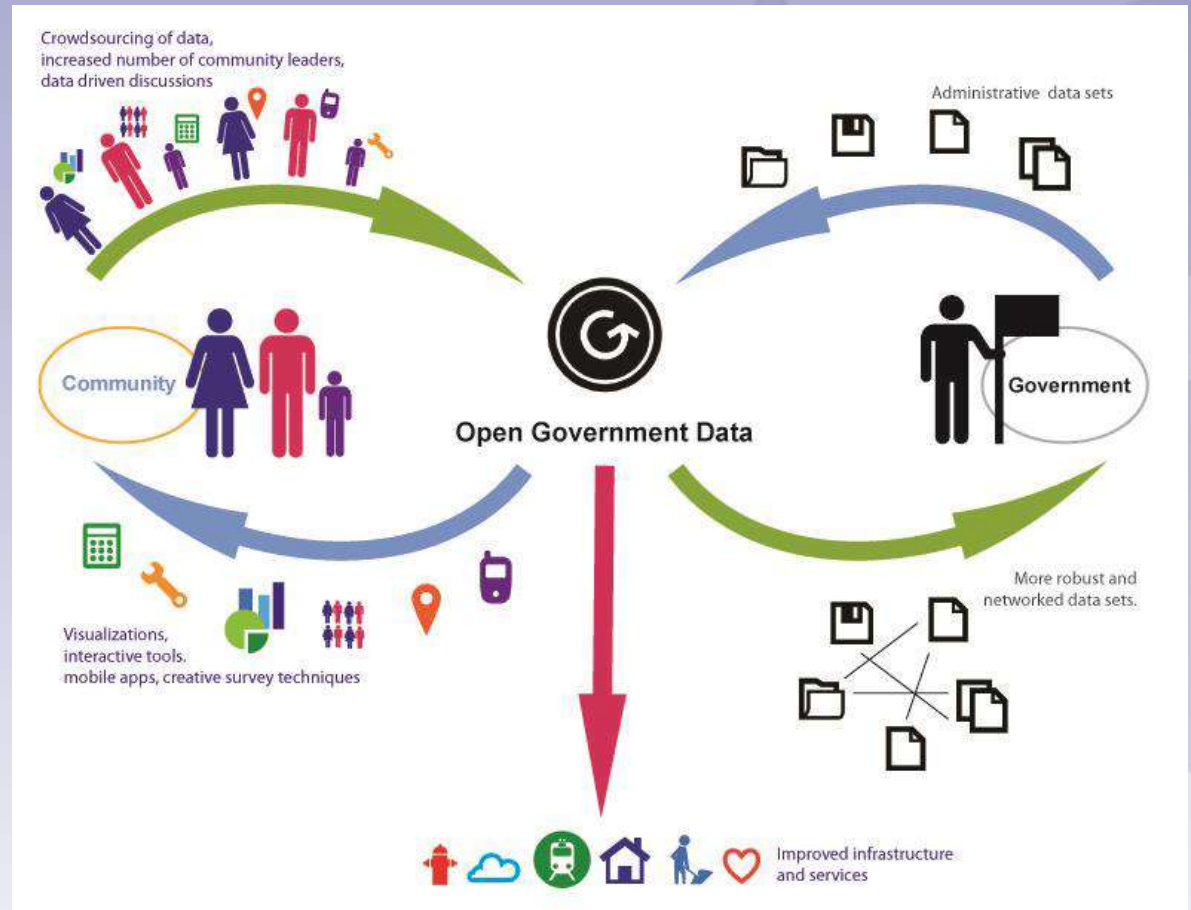 Crowdsourcing of data,
increased number of community leaders,
data driven discussions
Administrative data sets
Community
Government
Open Government Data
More robust and
networked data sets.
Visualizations,
interactive tools.
mobile apps, creative survey techniques
Improved infrastructure
and services